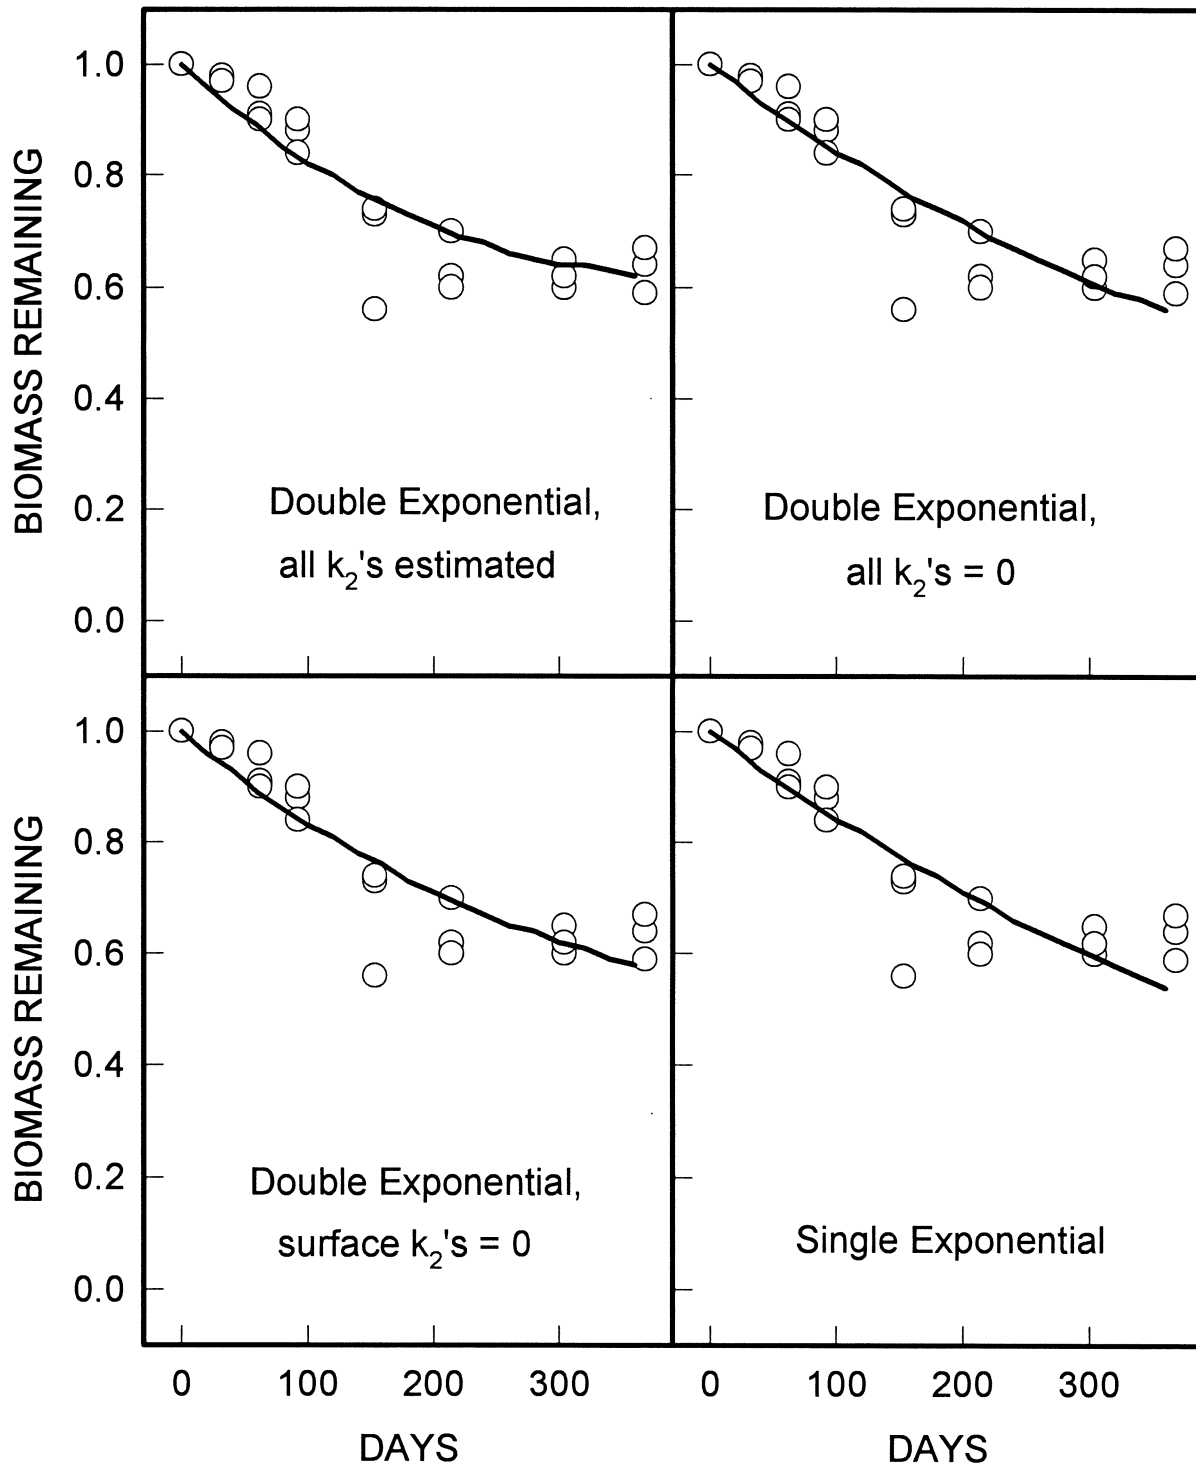 BIOMASS REMAINING
1.0
0.8
0.6
0.4
0.2
0.0
Double Exponential,
all k2's estimated
Double Exponential,
all k2's = 0
BIOMASS REMAINING
1.0
0.8
0.6
0.4
0.2
0.0
Double Exponential,
surface k2's = 0
Single Exponential
0 100 200 300
0 100 200 300
DAYS
DAYS